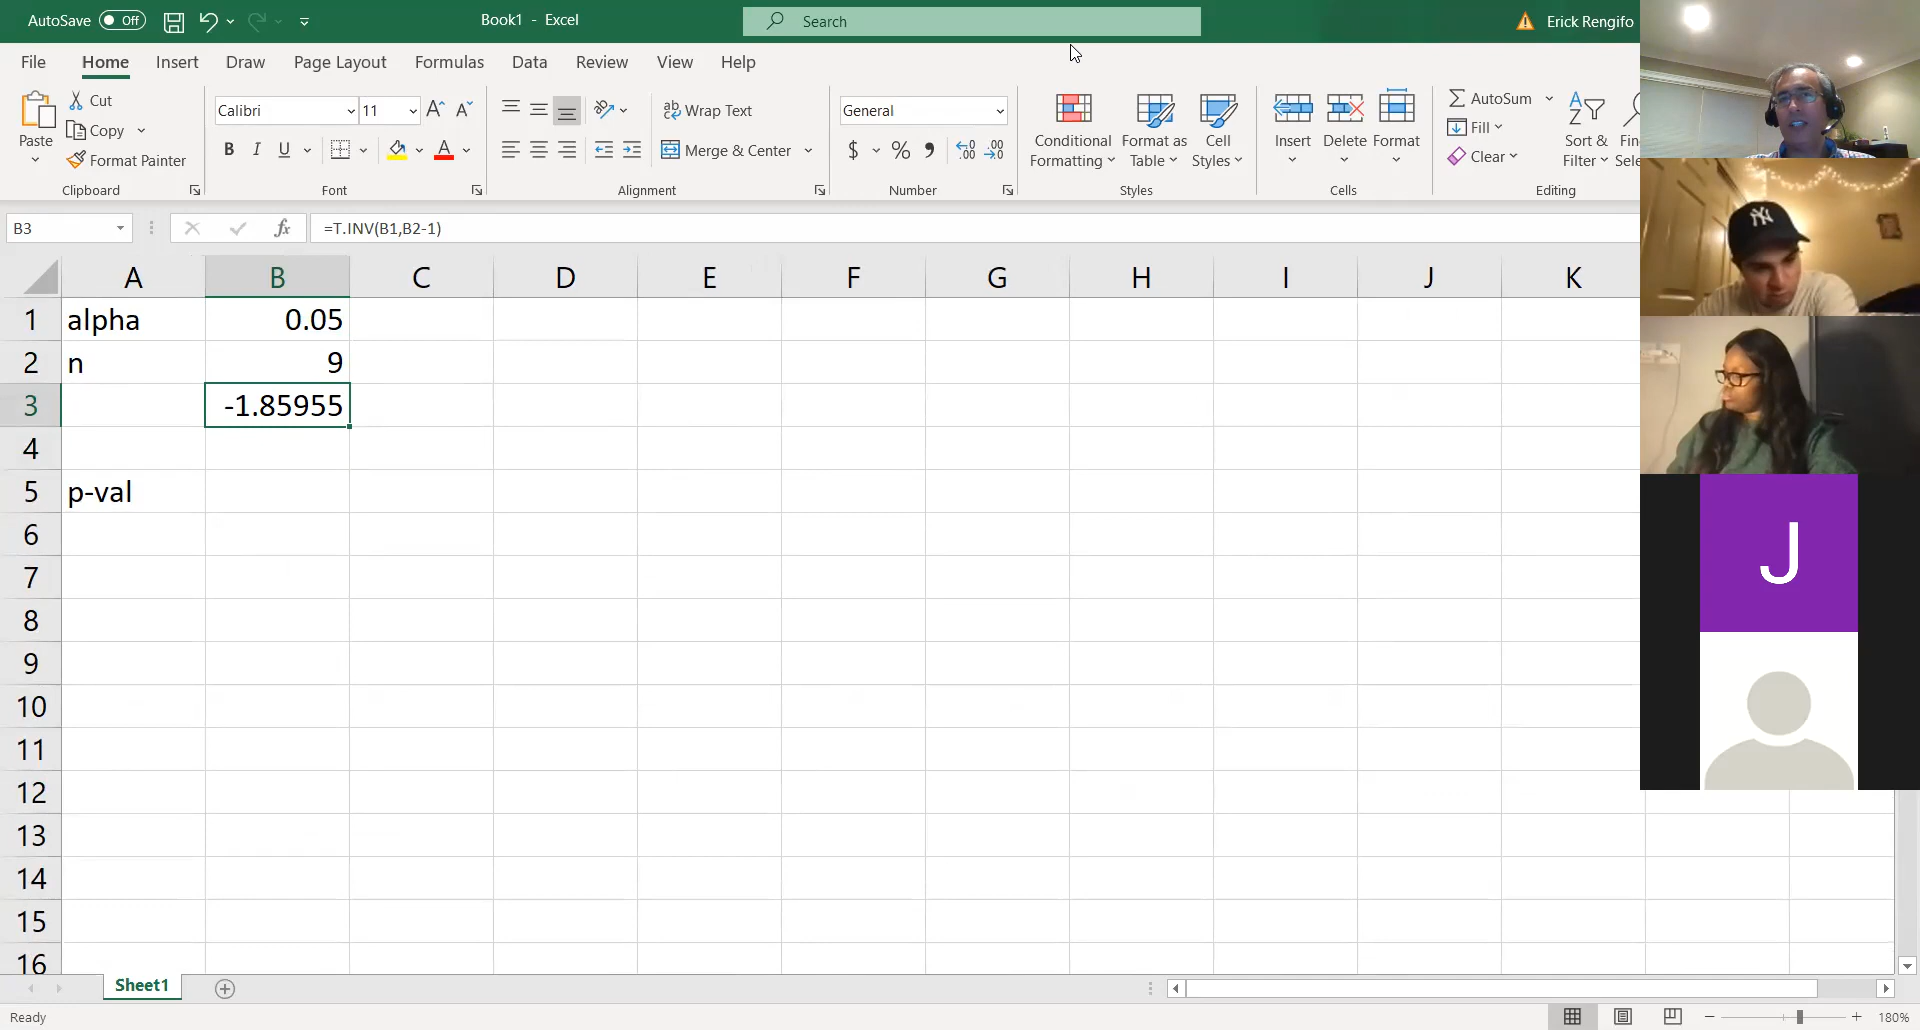 AutoSave Off Book1 - Excel Search Erick Rengifo
File Home Insert Draw Page Layout Formulas Data Review View Help
Paste Cut Copy Format Painter
Clipboard
Calibri 11
B I U A
Font
Wrap Text
Merge & Center
Alignment
General
$ % 9 .00 .0
Number
Conditional Formatting
Format as Table
Cell Styles
Styles
Insert Delete Format
Cells
AutoSum
Fill
Clear
Sort & Filter
Editing
B3 fx =T.INV(B1,B2-1)
A B C D E F G H I J K
1 alpha 0.05
2 n 9
3 -1.85955
4
5 p-val
6
7
8
9
10
11
12
13
14
15
16
J
Sheet1
Ready 180%